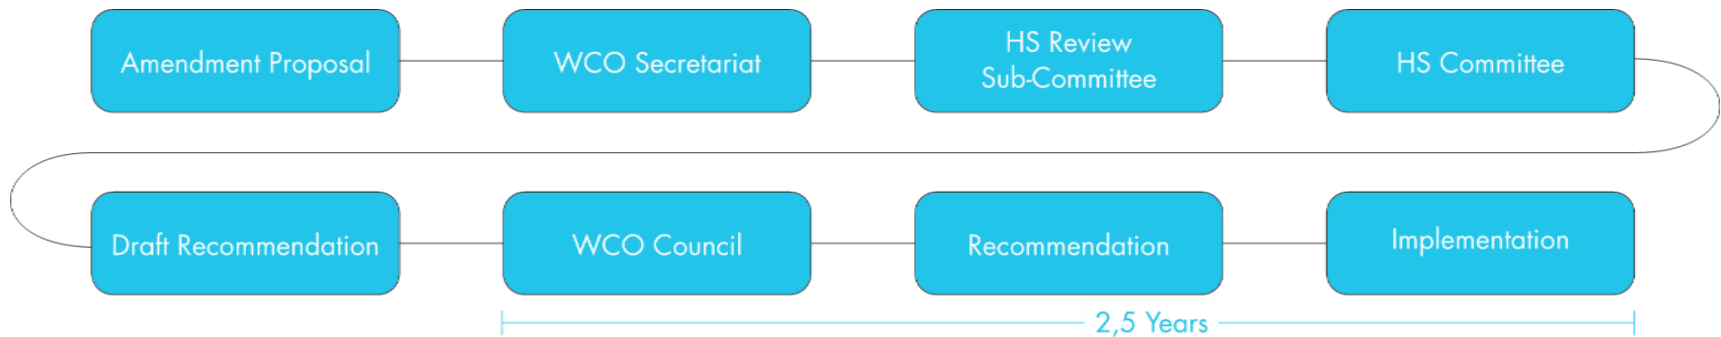 Amendment Proposal
WCO Secretariat
HS Review
Sub-Committee
HS Committee
Draft Recommendation
WCO Council
Recommendation
Implementation
2,5 Years